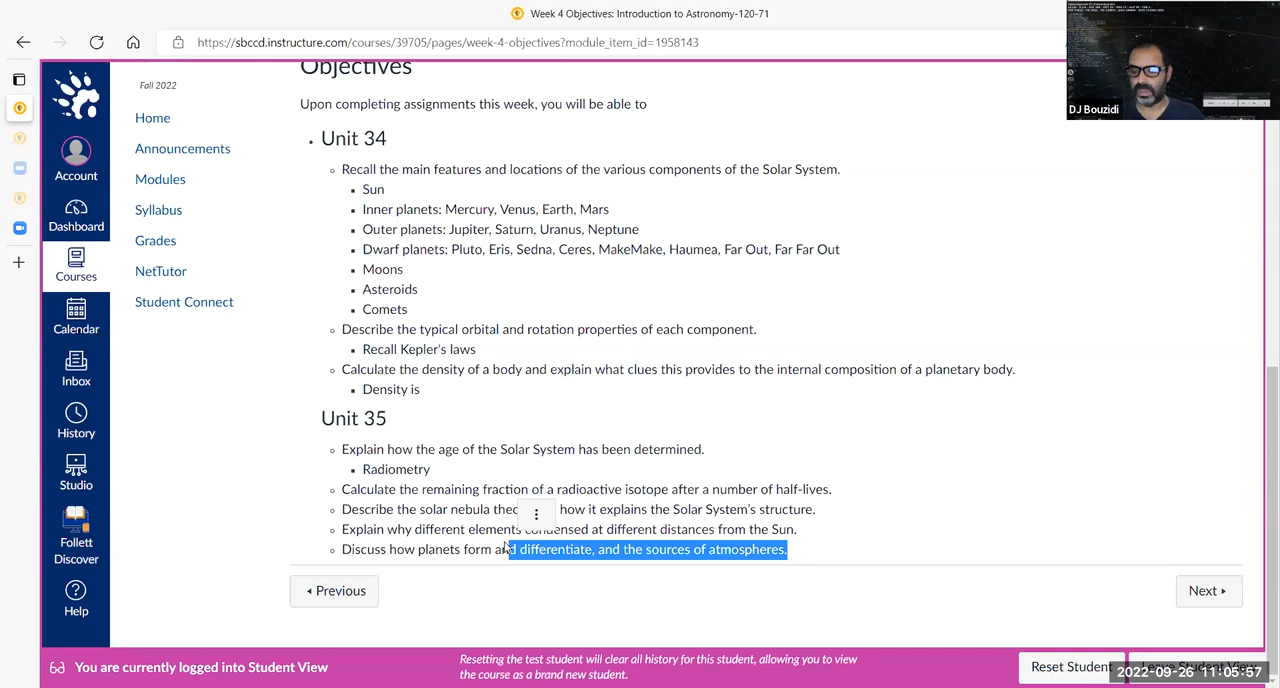 Week 4 Objectives: Introduction to Astronomy-120-71
https://sbccd.instructure.com/courses/39705/pages/week-4-objectives?module_item_id=1958143
DJ Bouzidi
Account
Dashboard
Courses
Calendar
Inbox
History
Studio
Follett
Discover
Help
Fall 2022
Home
Announcements
Modules
Syllabus
Grades
NetTutor
Student Connect
Objectives
Upon completing assignments this week, you will be able to
Unit 34
Recall the main features and locations of the various components of the Solar System.
Sun
Inner planets: Mercury, Venus, Earth, Mars
Outer planets: Jupiter, Saturn, Uranus, Neptune
Dwarf planets: Pluto, Eris, Sedna, Ceres, MakeMake, Haumea, Far Out, Far Far Out
Moons
Asteroids
Comets
Describe the typical orbital and rotation properties of each component.
Recall Kepler's laws
Calculate the density of a body and explain what clues this provides to the internal composition of a planetary body.
Density is
Unit 35
Explain how the age of the Solar System has been determined.
Radiometry
Calculate the remaining fraction of a radioactive isotope after a number of half-lives.
Describe the solar nebula how it explains the Solar System's structure.
Explain why different elements condensed at different distances from the Sun.
Discuss how planets form and differentiate, and the sources of atmospheres.
Previous
Next
You are currently logged into Student View
Resetting the test student will clear all history for this student, allowing you to view
the course as a brand new student.
Reset Student
Leave Student View
2022-09-26 11:05:57